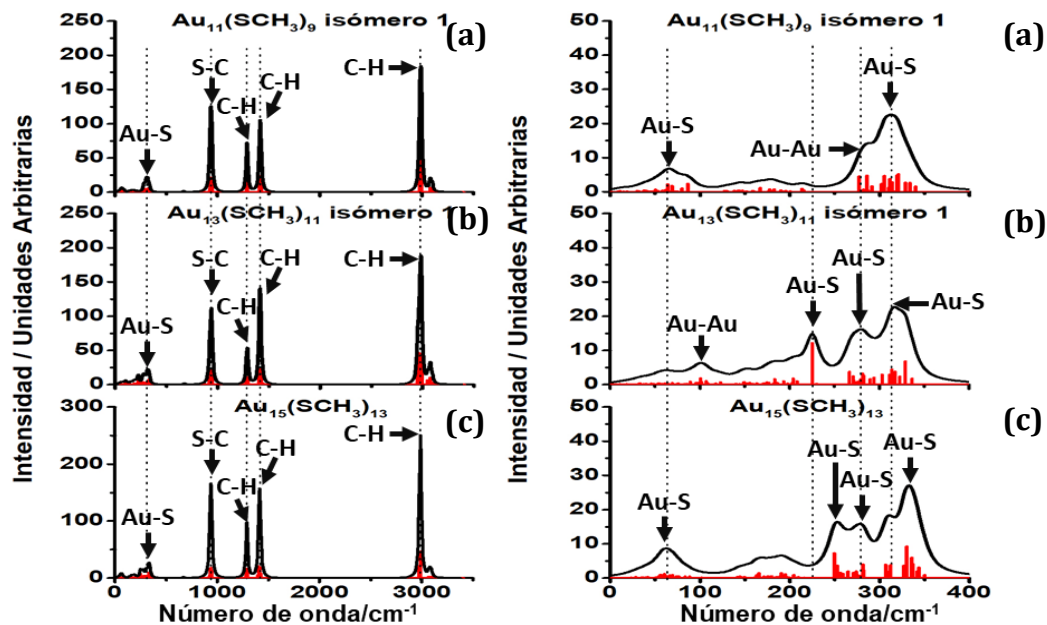 Au₁₁(SCH₃)₉ isómero 1
(a)
250
200
150
100
50
0
Au-S
S-C
C-H
C-H
C-H
Au₁₃(SCH₃)₁₁ isómero 1
(b)
250
200
150
100
50
0
Au-S
S-C
C-H
C-H
C-H
Au₁₅(SCH₃)₁₃
(c)
300
200
100
0
Au-S
S-C
C-H
C-H
C-H
0 1000 2000 3000
Número de onda/cm⁻¹
Intensidad / Unidades Arbitrarias
Au₁₁(SCH₃)₉ isómero 1
(a)
50
40
30
20
10
0
Au-S
Au-Au
Au-S
Au₁₃(SCH₃)₁₁ isómero 1
(b)
50
40
30
20
10
0
Au-Au
Au-S
Au-S
Au-S
Au₁₅(SCH₃)₁₃
(c)
50
40
30
20
10
0
Au-S
Au-S
Au-S
Au-S
0 100 200 300 400
Número de onda/cm⁻¹
Intensidad / Unidades Arbitrarias